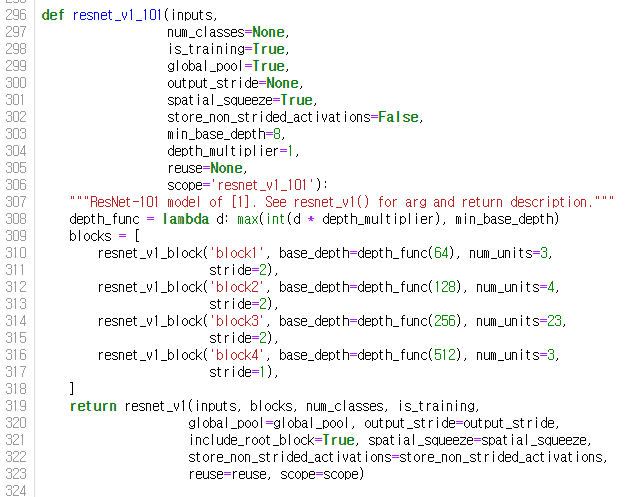 296 def resnet_v1_101(inputs,
297                   num_classes=None,
298                   is_training=True,
299                   global_pool=True,
300                   output_stride=None,
301                   spatial_squeeze=True,
302                   store_non_strided_activations=False,
303                   min_base_depth=8,
304                   depth_multiplier=1,
305                   reuse=None,
306                   scope='resnet_v1_101'):
307     """ResNet-101 model of [1]. See resnet_v1() for arg and return description."""
308     depth_func = lambda d: max(int(d * depth_multiplier), min_base_depth)
309     blocks = [
310         resnet_v1_block('block1', base_depth=depth_func(64), num_units=3,
311                         stride=2),
312         resnet_v1_block('block2', base_depth=depth_func(128), num_units=4,
313                         stride=2),
314         resnet_v1_block('block3', base_depth=depth_func(256), num_units=23,
315                         stride=2),
316         resnet_v1_block('block4', base_depth=depth_func(512), num_units=3,
317                         stride=1),
318     ]
319     return resnet_v1(inputs, blocks, num_classes, is_training,
320                      global_pool=global_pool, output_stride=output_stride,
321                      include_root_block=True, spatial_squeeze=spatial_squeeze,
322                      store_non_strided_activations=store_non_strided_activations,
323                      reuse=reuse, scope=scope)
324